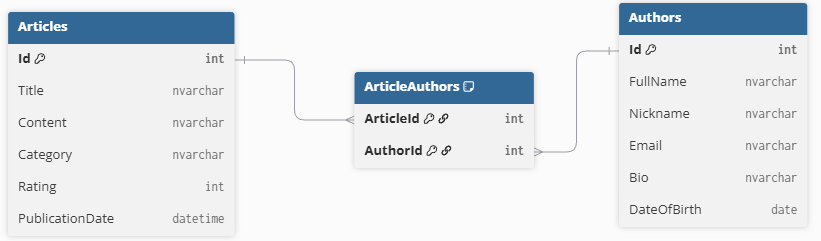 Articles
Id int
Title nvarchar
Content nvarchar
Category nvarchar
Rating int
PublicationDate datetime
ArticleAuthors
ArticleId int
AuthorId int
Authors
Id int
FullName nvarchar
Nickname nvarchar
Email nvarchar
Bio nvarchar
DateOfBirth date